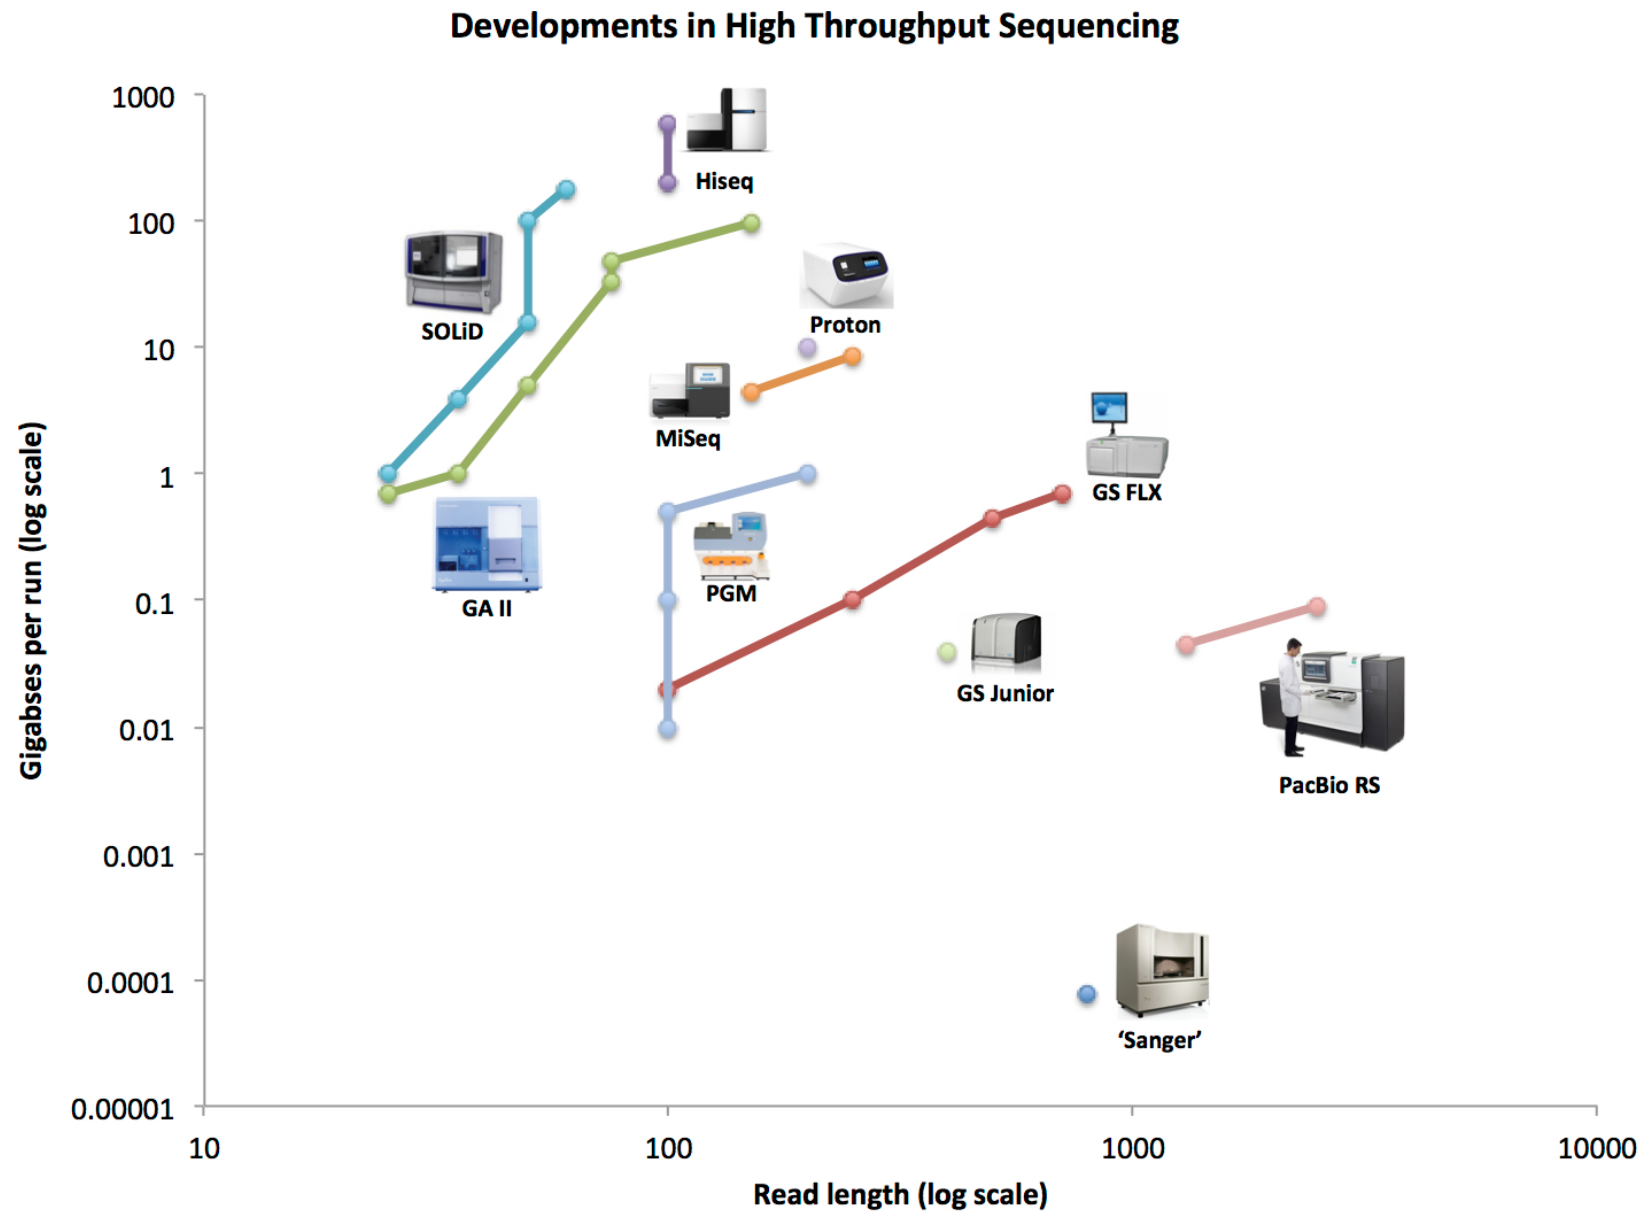 Developments in High Throughput Sequencing
1000
100
10
1
0.1
0.01
0.001
0.0001
0.00001
Gigabses per run (log scale)
Hiseq
SOLiD
Proton
MiSeq
GS FLX
GA II
PGM
GS Junior
PacBio RS
‘Sanger’
10
100
1000
10000
Read length (log scale)